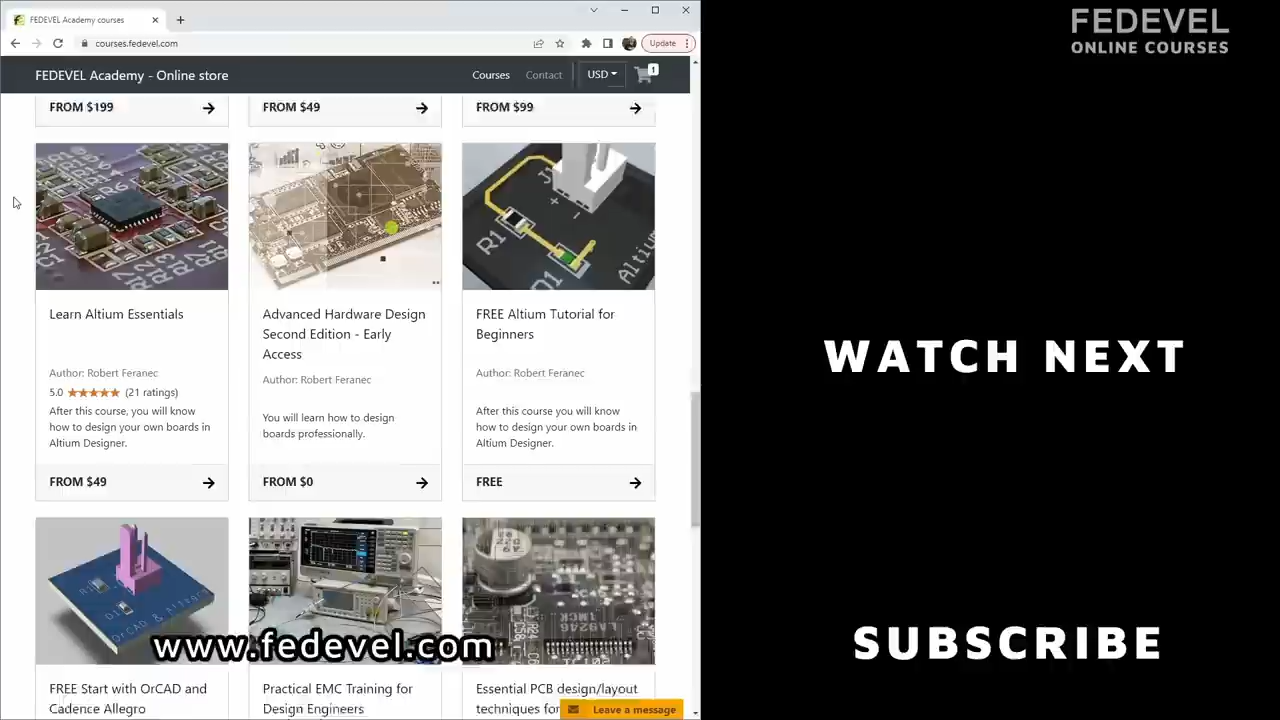 FEDEVEL Academy courses
courses.fedevel.com
Update
FEDEVEL Academy - Online store
Courses
Contact
USD
1
FROM $199
FROM $49
FROM $99
Learn Altium Essentials
Author: Robert Feranec
5.0
(21 ratings)
After this course, you will know
how to design your own boards in
Altium Designer.
FROM $49
Advanced Hardware Design
Second Edition - Early
Access
Author: Robert Feranec
You will learn how to design
boards professionally.
FROM $0
J
+ -
R1
D1
Altium
FREE Altium Tutorial for
Beginners
Author: Robert Feranec
After this course you will know
how to design your own boards in
Altium Designer.
FREE
OrCAD & Allegro
FREE Start with OrCAD and
Cadence Allegro
Practical EMC Training for
Design Engineers
Essential PCB design/layout
techniques for
Leave a message
www.fedevel.com
FEDEVEL
ONLINE COURSES
WATCH NEXT
SUBSCRIBE